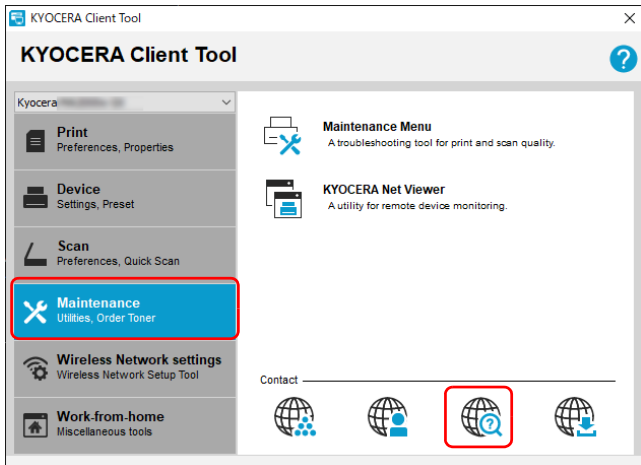 KYOCERA Client Tool
KYOCERA Client Tool
?
Kyocera
Print
Preferences, Properties
Device
Settings, Preset
Scan
Preferences, Quick Scan
Maintenance
Utilities, Order Toner
Wireless Network settings
Wireless Network Setup Tool
Work-from-home
Miscellaneous tools
Maintenance Menu
A troubleshooting tool for print and scan quality.
KYOCERA Net Viewer
A utility for remote device monitoring.
Contact
?